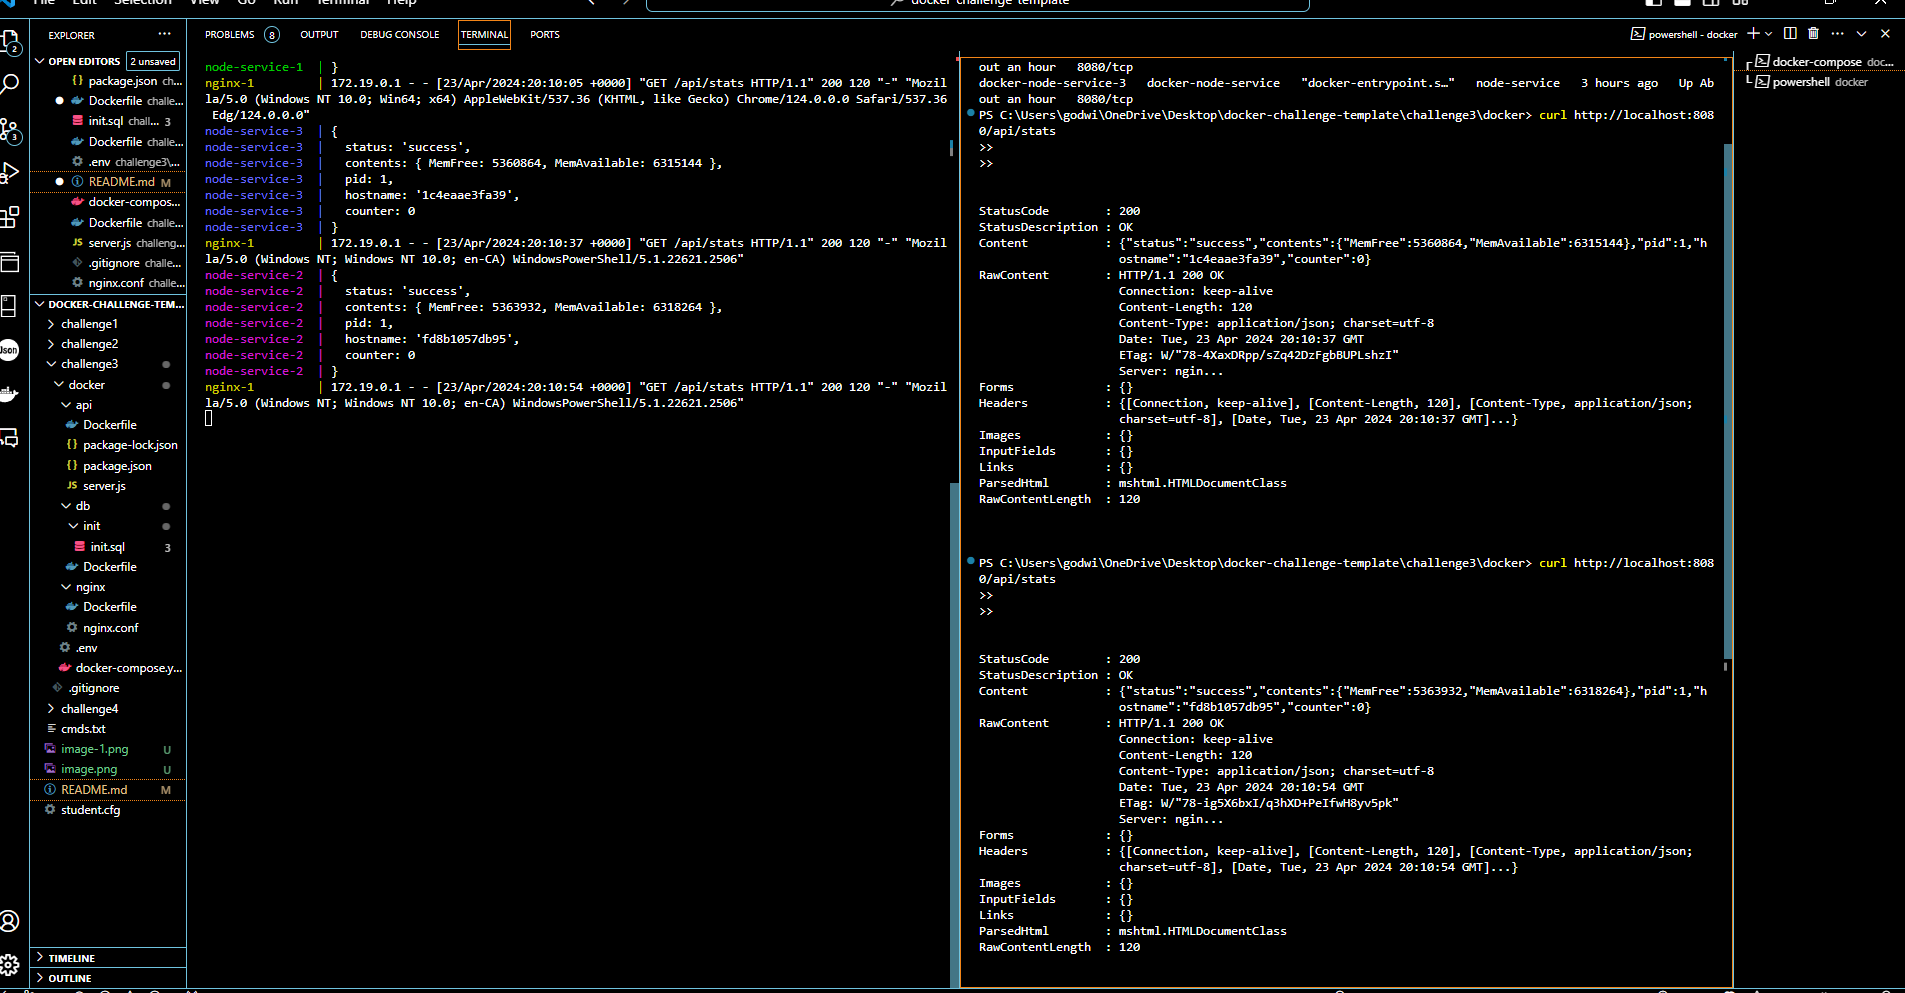 File Edit Selection View Go Run Terminal Help
docker-challenge-template
EXPLORER
OPEN EDITORS 2 unsaved
package.json ch...
Dockerfile challe...
init.sql chall... 3
Dockerfile challe...
.env challenge3\...
README.md M
docker-compos...
Dockerfile challe...
server.js challeng...
.gitignore challe...
nginx.conf challe...
DOCKER-CHALLENGE-TEM...
challenge1
challenge2
challenge3
docker
api
Dockerfile
package-lock.json
package.json
server.js
db
init
init.sql 3
Dockerfile
nginx
Dockerfile
nginx.conf
.env
docker-compose.y...
.gitignore
challenge4
cmds.txt
image-1.png U
image.png U
README.md M
student.cfg
TIMELINE
OUTLINE
2
3
Json
PROBLEMS 8 OUTPUT DEBUG CONSOLE TERMINAL PORTS
powershell - docker
node-service-1 | }
nginx-1 | 172.19.0.1 - - [23/Apr/2024:20:10:05 +0000] "GET /api/stats HTTP/1.1" 200 120 "-" "Mozil
la/5.0 (Windows NT 10.0; Win64; x64) AppleWebKit/537.36 (KHTML, like Gecko) Chrome/124.0.0.0 Safari/537.36
Edg/124.0.0.0"
node-service-3 | {
node-service-3 | status: 'success',
node-service-3 | contents: { MemFree: 5360864, MemAvailable: 6315144 },
node-service-3 | pid: 1,
node-service-3 | hostname: '1c4eaae3fa39',
node-service-3 | counter: 0
node-service-3 | }
nginx-1 | 172.19.0.1 - - [23/Apr/2024:20:10:37 +0000] "GET /api/stats HTTP/1.1" 200 120 "-" "Mozil
la/5.0 (Windows NT; Windows NT 10.0; en-CA) WindowsPowerShell/5.1.22621.2506"
node-service-2 | {
node-service-2 | status: 'success',
node-service-2 | contents: { MemFree: 5363932, MemAvailable: 6318264 },
node-service-2 | pid: 1,
node-service-2 | hostname: 'fd8b1057db95',
node-service-2 | counter: 0
node-service-2 | }
nginx-1 | 172.19.0.1 - - [23/Apr/2024:20:10:54 +0000] "GET /api/stats HTTP/1.1" 200 120 "-" "Mozil
la/5.0 (Windows NT; Windows NT 10.0; en-CA) WindowsPowerShell/5.1.22621.2506"
out an hour 8080/tcp
docker-node-service-3 docker-node-service "docker-entrypoint.s…" node-service 3 hours ago Up Ab
out an hour 8080/tcp
PS C:\Users\godwi\OneDrive\Desktop\docker-challenge-template\challenge3\docker> curl http://localhost:808
0/api/stats
>>
>>
StatusCode : 200
StatusDescription : OK
Content : {"status":"success","contents":{"MemFree":5360864,"MemAvailable":6315144},"pid":1,"h
ostname":"1c4eaae3fa39","counter":0}
RawContent : HTTP/1.1 200 OK
Connection: keep-alive
Content-Length: 120
Content-Type: application/json; charset=utf-8
Date: Tue, 23 Apr 2024 20:10:37 GMT
ETag: W/"78-4XaxDRpp/sZq42DzFgbBUPLshzI"
Server: ngin...
Forms : {}
Headers : {[Connection, keep-alive], [Content-Length, 120], [Content-Type, application/json;
charset=utf-8], [Date, Tue, 23 Apr 2024 20:10:37 GMT]...}
Images : {}
InputFields : {}
Links : {}
ParsedHtml : mshtml.HTMLDocumentClass
RawContentLength : 120
PS C:\Users\godwi\OneDrive\Desktop\docker-challenge-template\challenge3\docker> curl http://localhost:808
0/api/stats
>>
>>
StatusCode : 200
StatusDescription : OK
Content : {"status":"success","contents":{"MemFree":5363932,"MemAvailable":6318264},"pid":1,"h
ostname":"fd8b1057db95","counter":0}
RawContent : HTTP/1.1 200 OK
Connection: keep-alive
Content-Length: 120
Content-Type: application/json; charset=utf-8
Date: Tue, 23 Apr 2024 20:10:54 GMT
ETag: W/"78-ig5X6bxI/q3hXD+PeIfwH8yv5pk"
Server: ngin...
Forms : {}
Headers : {[Connection, keep-alive], [Content-Length, 120], [Content-Type, application/json;
charset=utf-8], [Date, Tue, 23 Apr 2024 20:10:54 GMT]...}
Images : {}
InputFields : {}
Links : {}
ParsedHtml : mshtml.HTMLDocumentClass
RawContentLength : 120
docker-compose doc...
powershell docker